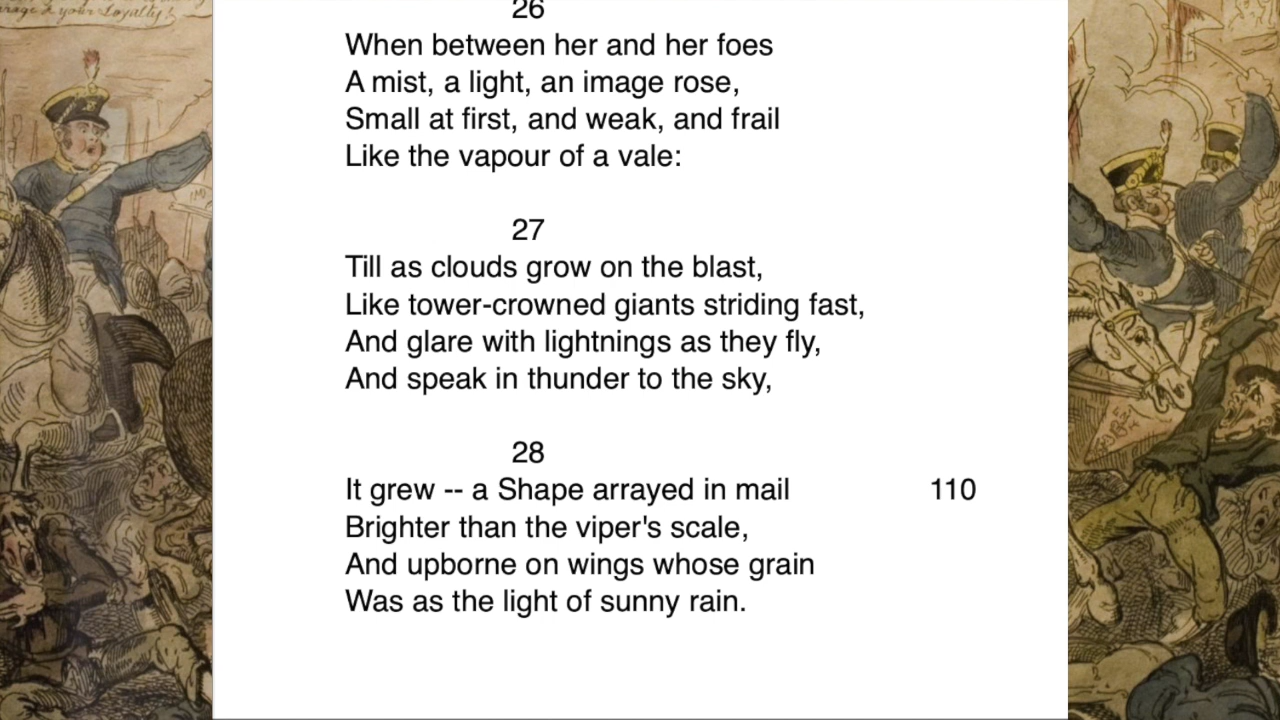 rage & your Loyalty!
26
When between her and her foes
A mist, a light, an image rose,
Small at first, and weak, and frail
Like the vapour of a vale:
27
Till as clouds grow on the blast,
Like tower-crowned giants striding fast,
And glare with lightnings as they fly,
And speak in thunder to the sky,
28
It grew -- a Shape arrayed in mail 110
Brighter than the viper's scale,
And upborne on wings whose grain
Was as the light of sunny rain.